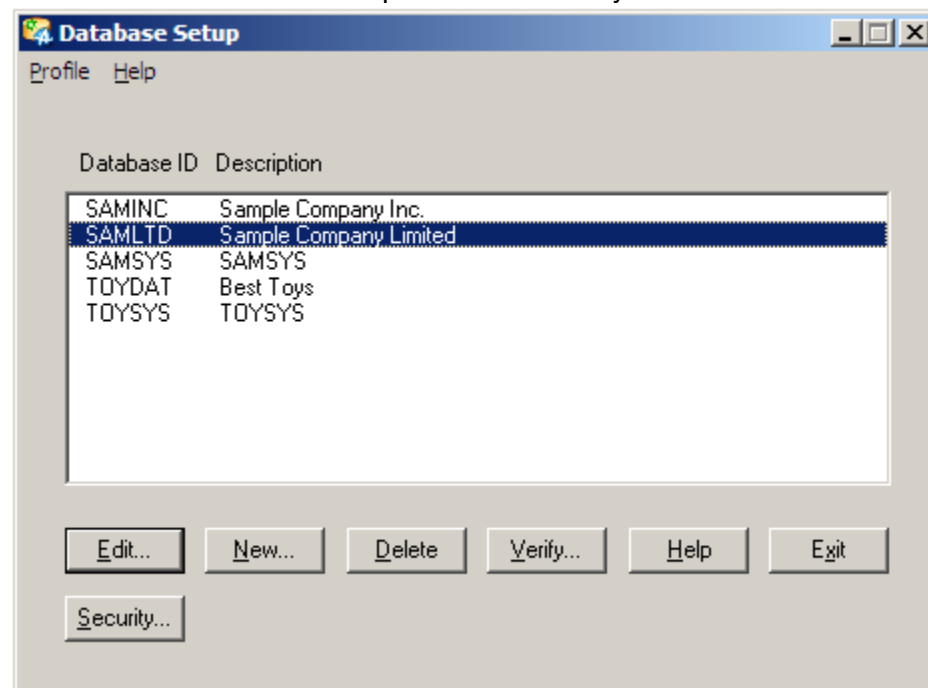 Database Setup
Profile Help
Database ID Description
SAMINC Sample Company Inc.
SAMLTD Sample Company Limited
SAMSYS SAMSYS
TOYDAT Best Toys
TOYSYS TOYSYS
Edit... New... Delete Verify... Help Exit
Security...